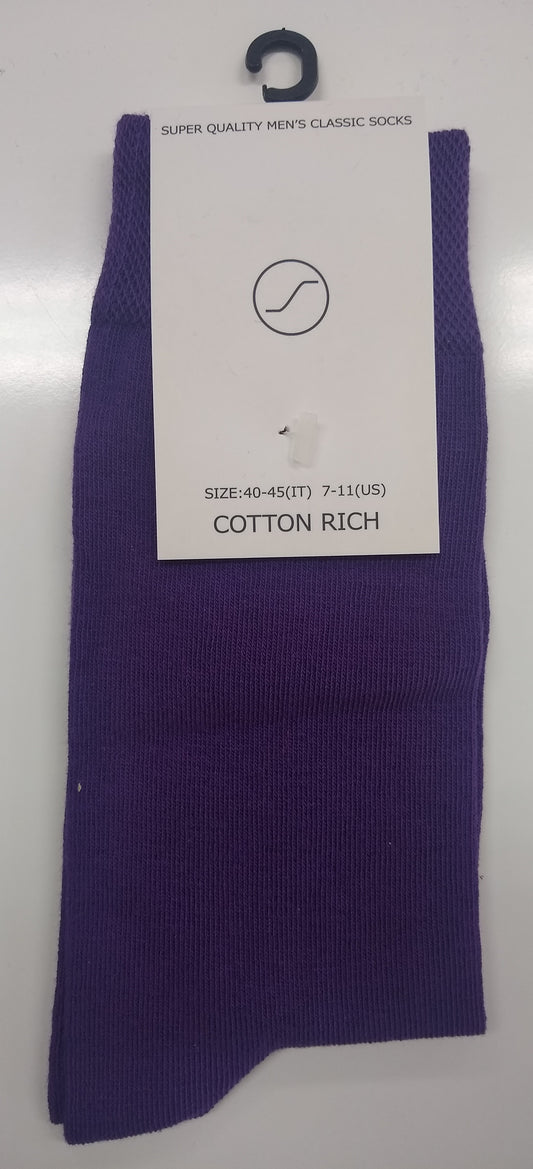 SUPER QUALITY MEN'S CLASSIC SOCKS
SIZE:40-45(IT) 7-11(US)
COTTON RICH